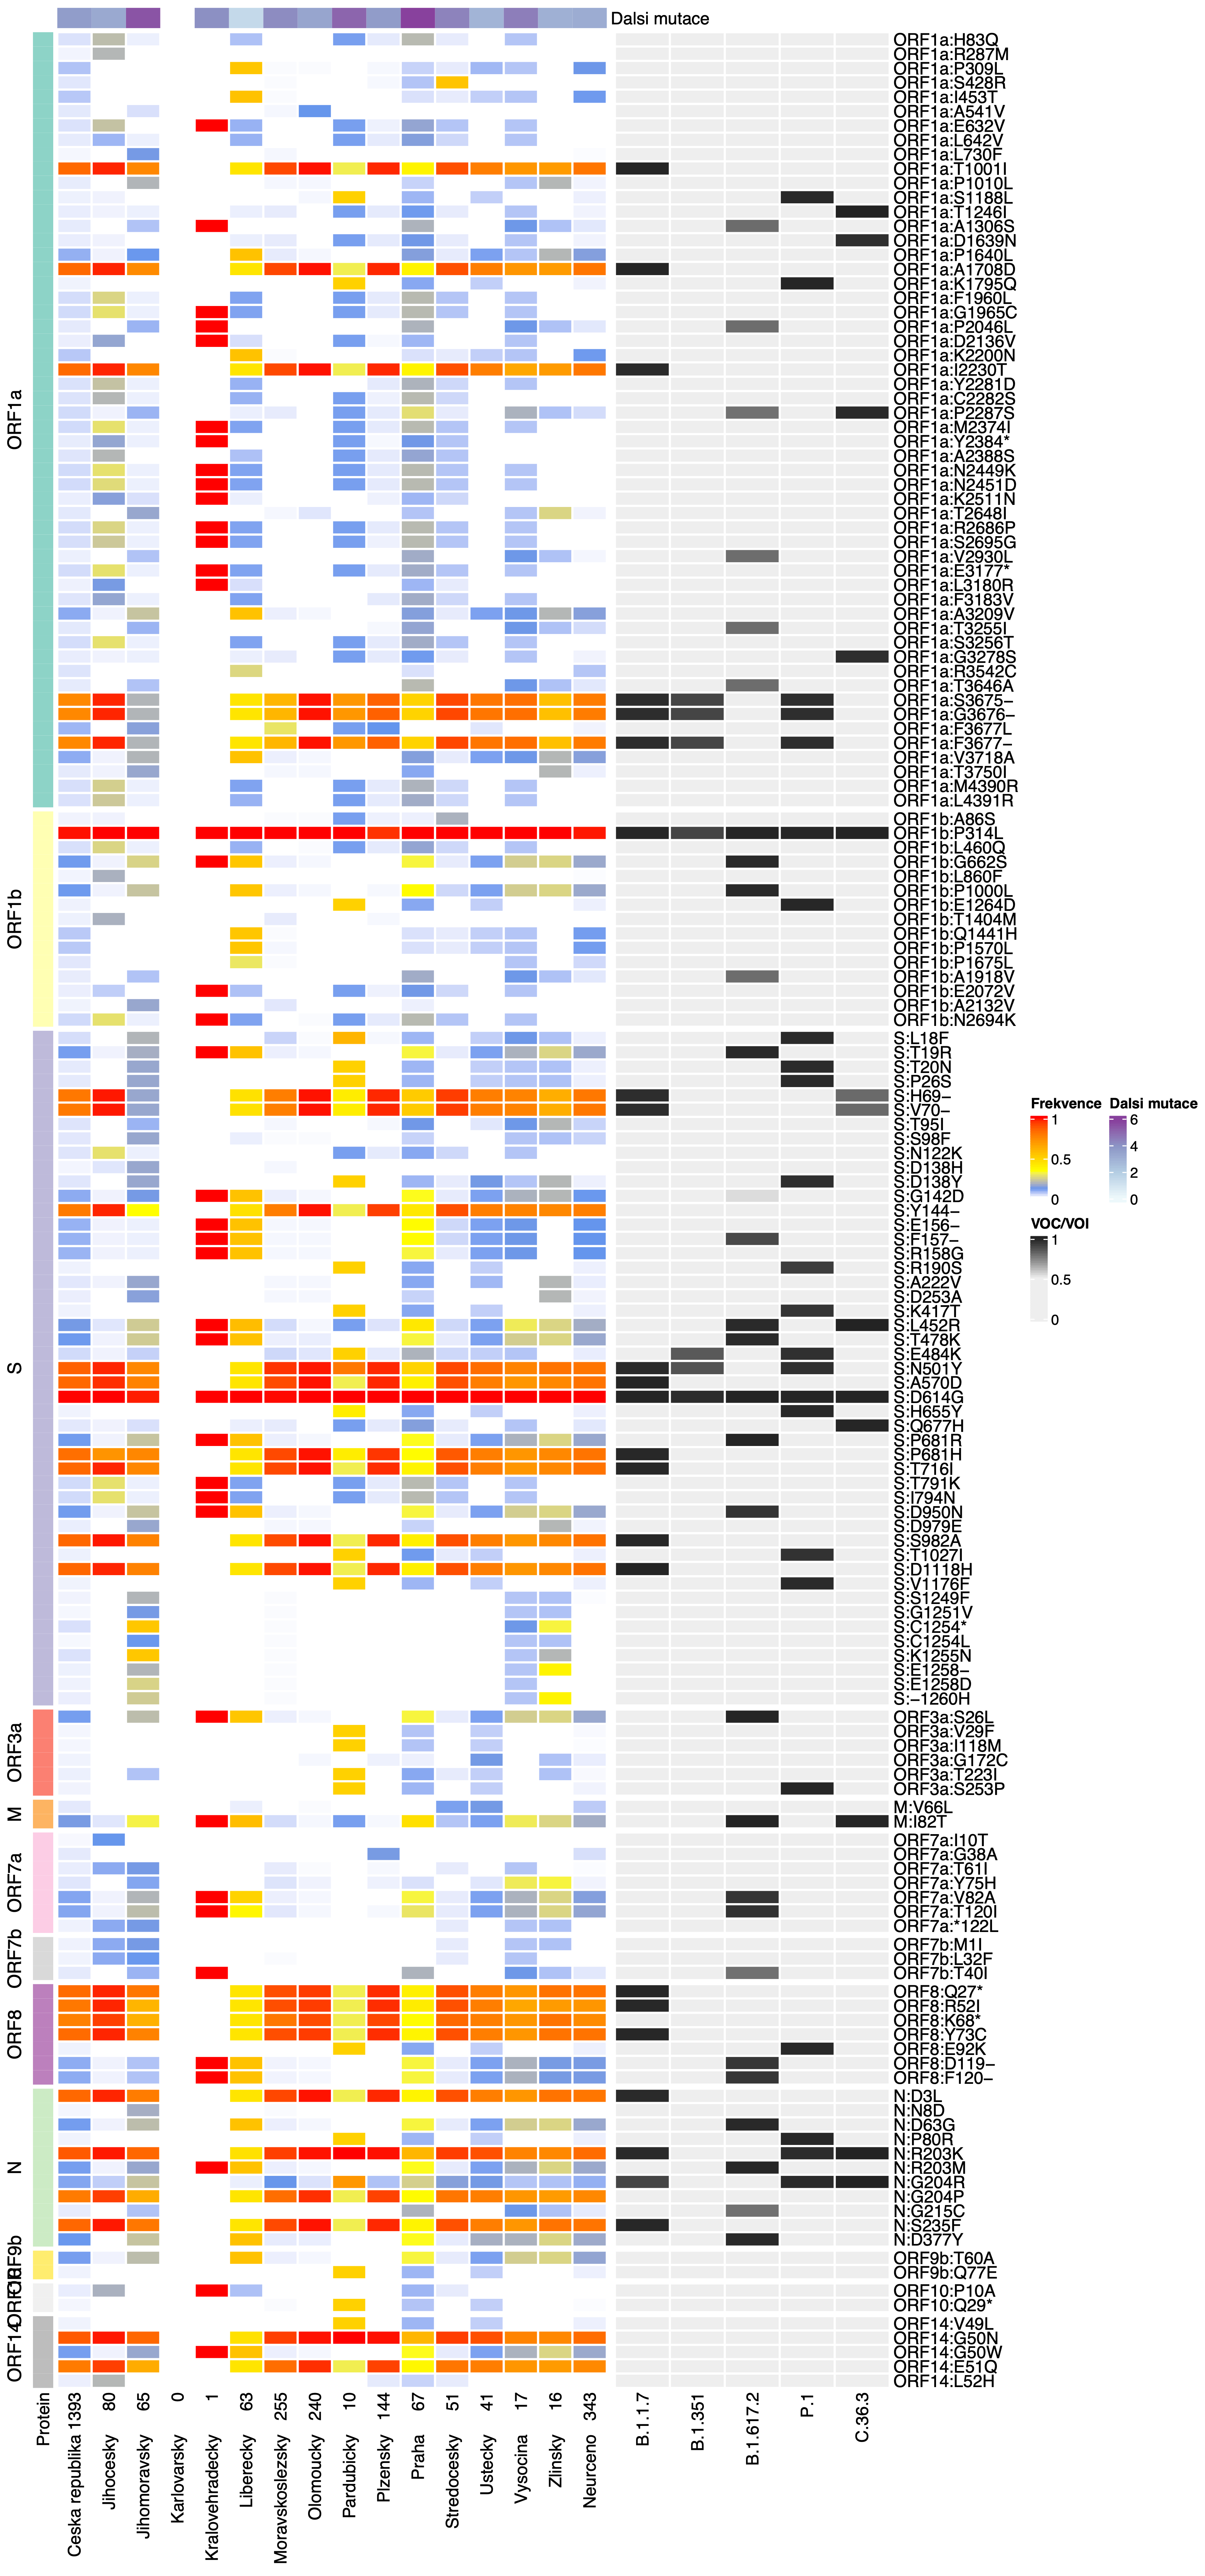 Dalsi mutace
ORF1a:H83Q
ORF1a:R287M
ORF1a:P309L
ORF1a:S428R
ORF1a:I453T
ORF1a:A541V
ORF1a:E632V
ORF1a:L642V
ORF1a:L730F
ORF1a:T1001I
ORF1a:P1010L
ORF1a:S1188L
ORF1a:T1246I
ORF1a:A1306S
ORF1a:D1639N
ORF1a:P1640L
ORF1a:A1708D
ORF1a:K1795Q
ORF1a:F1960L
ORF1a:G1965C
ORF1a:P2046L
ORF1a:D2136V
ORF1a:K2200N
ORF1a:I2230T
ORF1a:Y2281D
ORF1a:C2282S
ORF1a:P2287S
ORF1a:M2374I
ORF1a:Y2384*
ORF1a:A2388S
ORF1a:N2449K
ORF1a:N2451D
ORF1a:K2511N
ORF1a:T2648I
ORF1a:R2686P
ORF1a:S2695G
ORF1a:V2930L
ORF1a:E3177*
ORF1a:L3180R
ORF1a:F3183V
ORF1a:A3209V
ORF1a:T3255I
ORF1a:S3256T
ORF1a:G3278S
ORF1a:R3542C
ORF1a:T3646A
ORF1a:S3675−
ORF1a:G3676−
ORF1a:F3677L
ORF1a:F3677−
ORF1a:V3718A
ORF1a:T3750I
ORF1a:M4390R
ORF1a:L4391R
ORF1a
ORF1b:A86S
ORF1b:P314L
ORF1b:L460Q
ORF1b:G662S
ORF1b:L860F
ORF1b:P1000L
ORF1b:E1264D
ORF1b:T1404M
ORF1b:Q1441H
ORF1b:P1570L
ORF1b:P1675L
ORF1b:A1918V
ORF1b:E2072V
ORF1b:A2132V
ORF1b:N2694K
ORF1b
S:L18F
S:T19R
S:T20N
S:P26S
S:H69−
S:V70−
S:T95I
S:S98F
S:N122K
S:D138H
S:D138Y
S:G142D
S:Y144−
S:E156−
S:F157−
S:R158G
S:R190S
S:A222V
S:D253A
S:K417T
S:L452R
S:T478K
S:E484K
S:N501Y
S:A570D
S:D614G
S:H655Y
S:Q677H
S:P681R
S:P681H
S:T716I
S:T791K
S:I794N
S:D950N
S:D979E
S:S982A
S:T1027I
S:D1118H
S:V1176F
S:S1249F
S:G1251V
S:C1254*
S:C1254L
S:K1255N
S:E1258−
S:E1258D
S:−1260H
S
Frekvence
1
0.5
0
Dalsi mutace
6
4
2
0
VOC/VOI
1
0.5
0
ORF3a:S26L
ORF3a:V29F
ORF3a:I118M
ORF3a:G172C
ORF3a:T223I
ORF3a:S253P
ORF3a
M:V66L
M:I82T
M
ORF7a:I10T
ORF7a:G38A
ORF7a:T61I
ORF7a:Y75H
ORF7a:V82A
ORF7a:T120I
ORF7a:*122L
ORF7a
ORF7b:M1I
ORF7b:L32F
ORF7b:T40I
ORF7b
ORF8:Q27*
ORF8:R52I
ORF8:K68*
ORF8:Y73C
ORF8:E92K
ORF8:D119−
ORF8:F120−
ORF8
N:D3L
N:N8D
N:D63G
N:P80R
N:R203K
N:R203M
N:G204R
N:G204P
N:G215C
N:S235F
N:D377Y
N
ORF9b:T60A
ORF9b:Q77E
ORF10:P10A
ORF10:Q29*
ORF14:V49L
ORF14:G50N
ORF14:G50W
ORF14:E51Q
ORF14:L52H
ORF14
Protein
Ceska republika 1393
Jihocesky 80
Jihomoravsky 65
Karlovarsky 0
Kralovehradecky 1
Liberecky 63
Moravskoslezsky 255
Olomoucky 240
Pardubicky 10
Plzensky 144
Praha 67
Stredocesky 51
Ustecky 41
Vysocina 17
Zlinsky 16
Neurceno 343
B.1.1.7
B.1.351
B.1.617.2
P.1
C.36.3